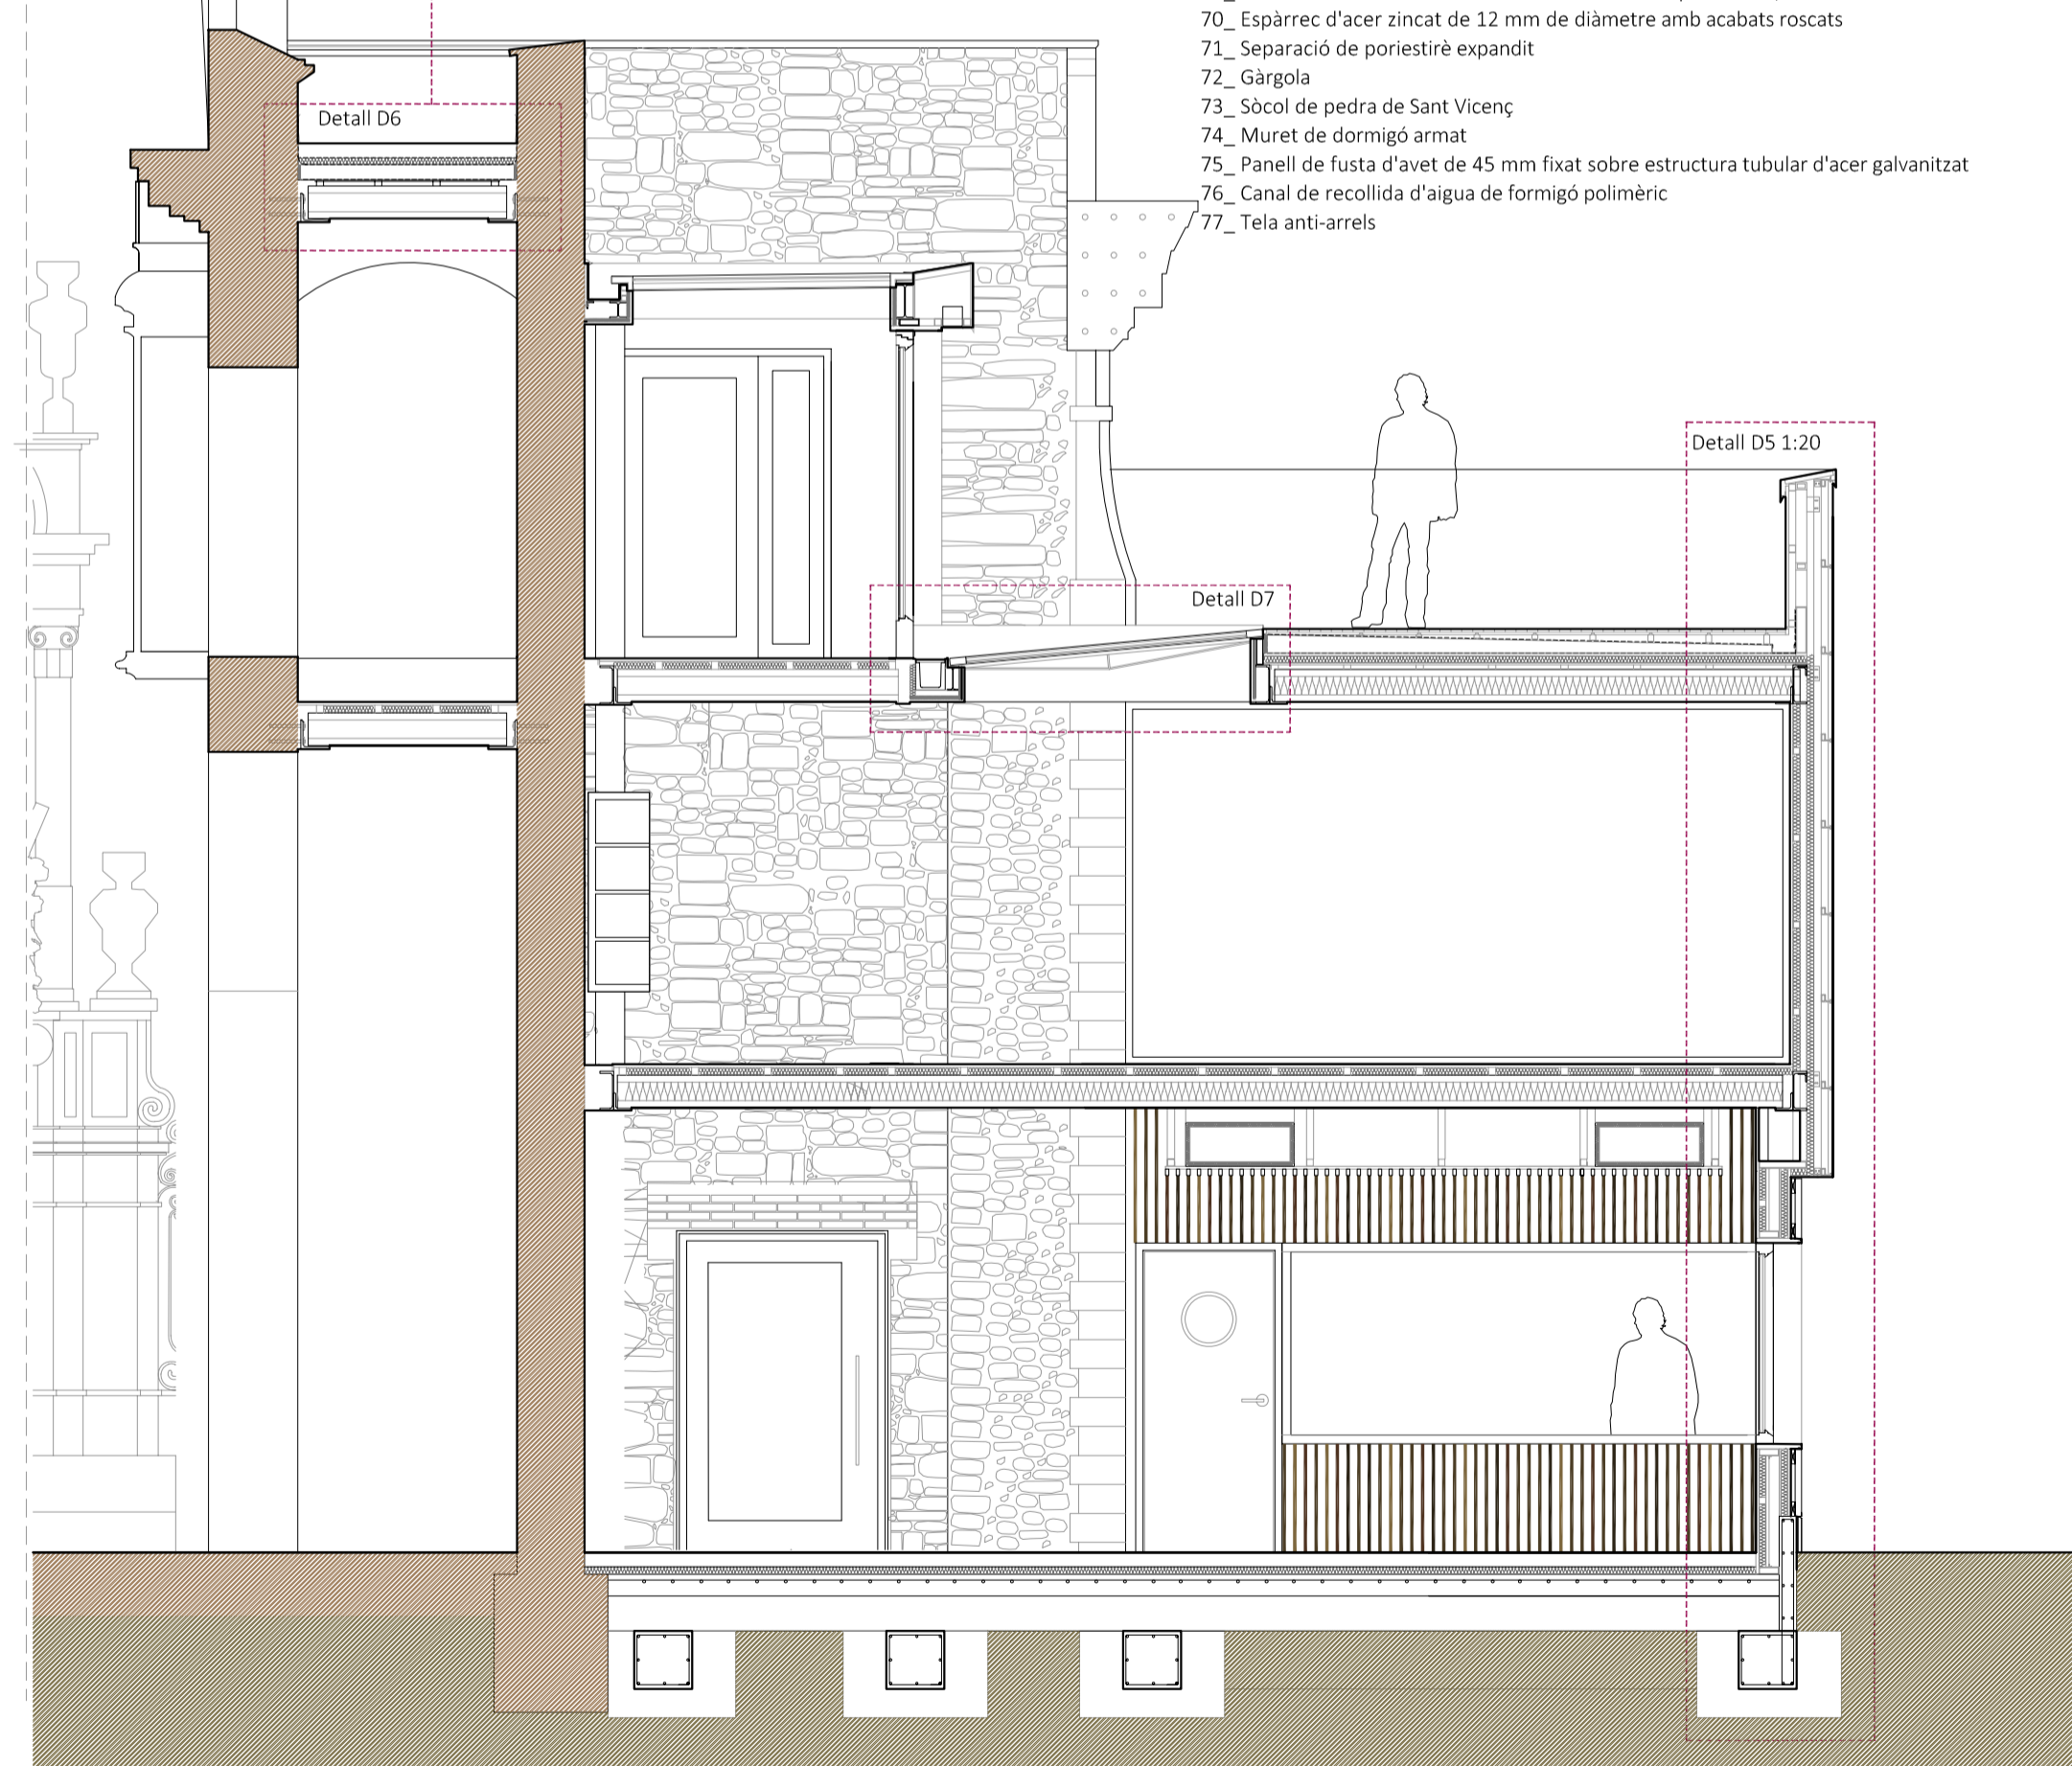 70_ Espàrrec d'acer zincat de 12 mm de diàmetre amb acabats roscats
71_ Separació de poriestirè expandit
72_ Gàrgola
73_ Sòcol de pedra de Sant Vicenç
74_ Muret de dormigó armat
75_ Panell de fusta d'avet de 45 mm fixat sobre estructura tubular d'acer galvanitzat
76_ Canal de recollida d'aigua de formigó polimèric
77_ Tela anti-arrels
Detall D6
Detall D5 1:20
Detall D7